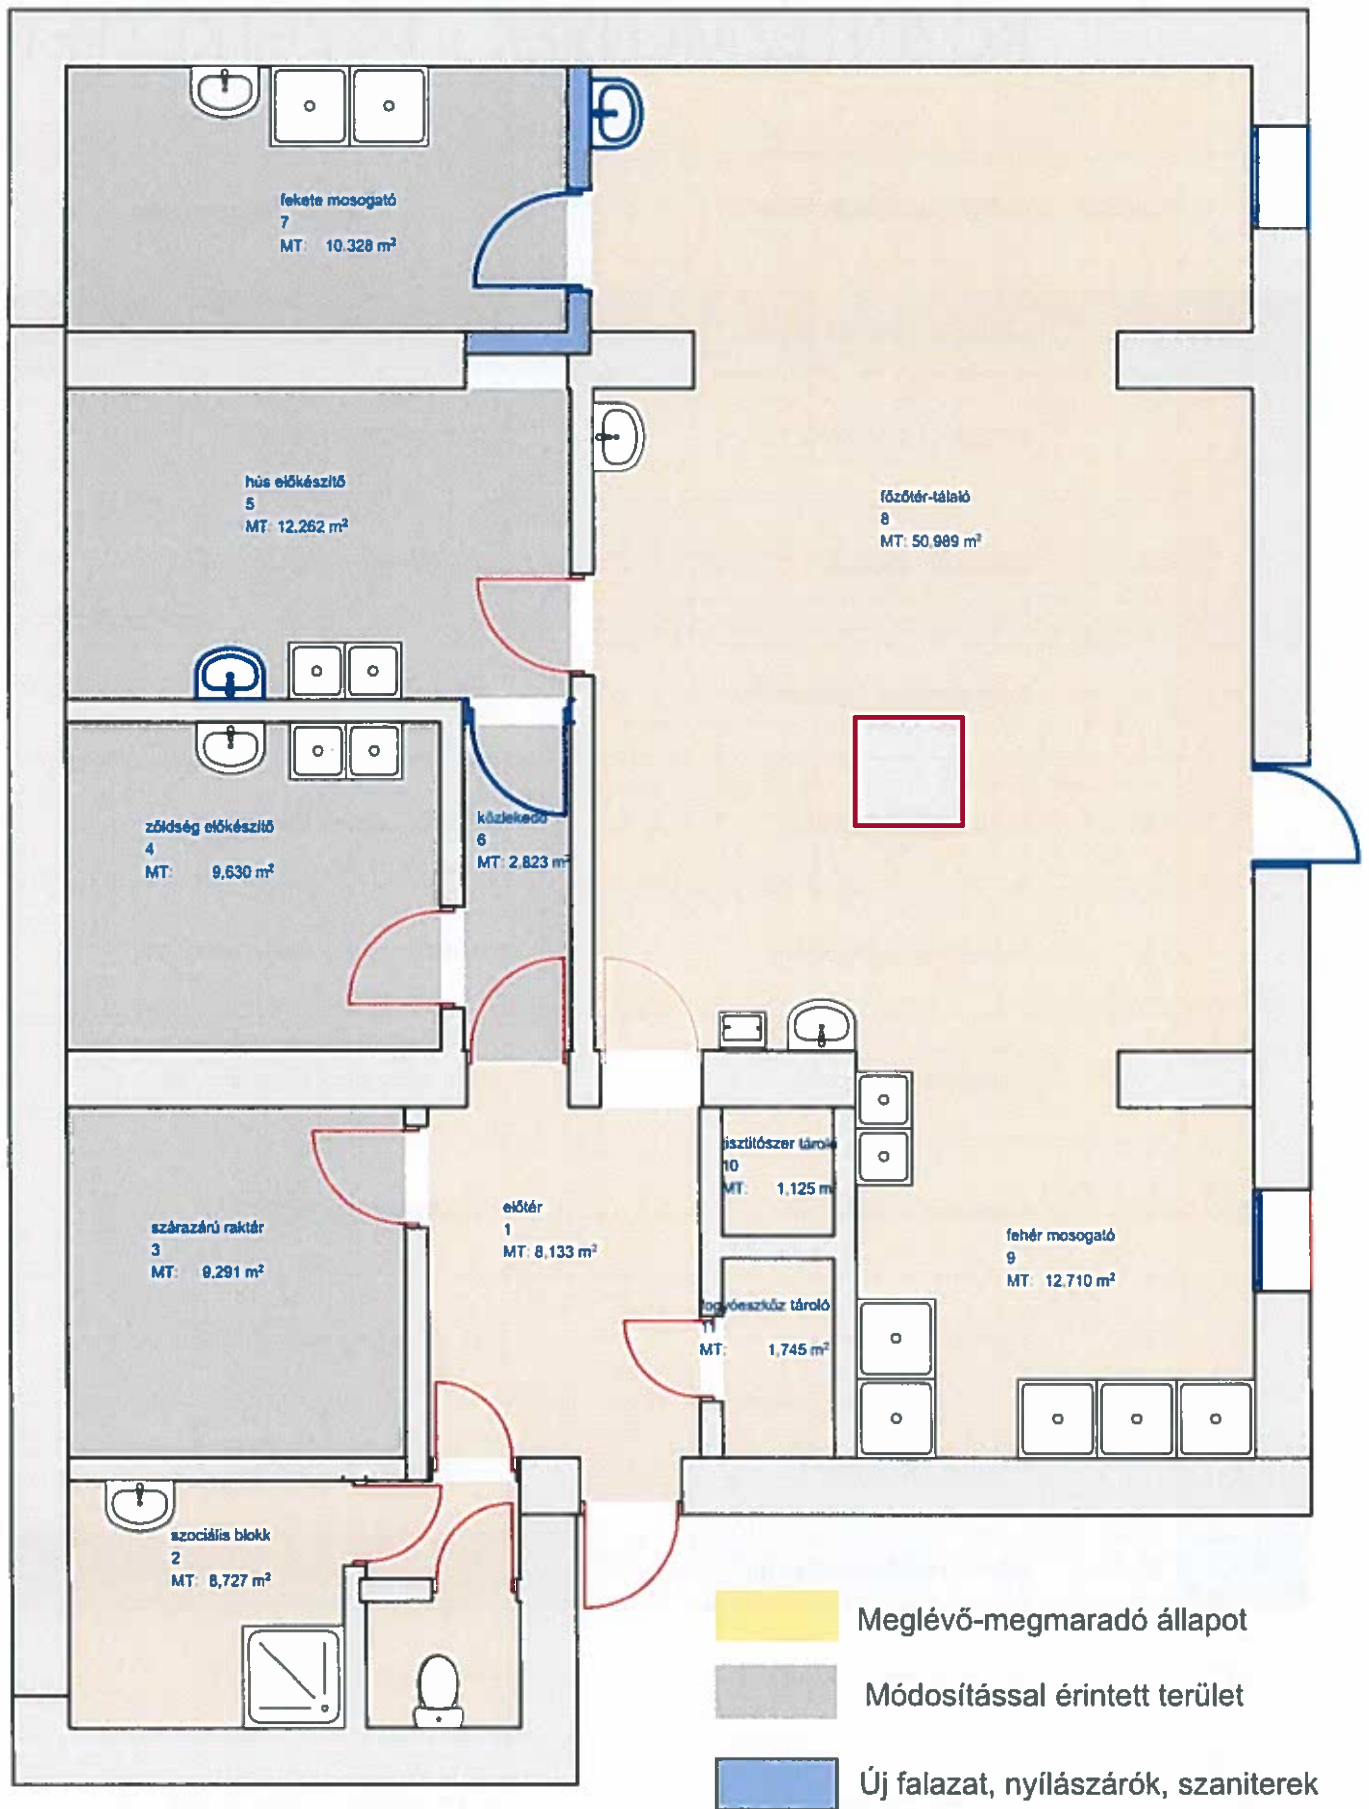 fekete mosogató
7
MT: 10.328 m²
hús előkészítő
5
MT: 12,262 m²
főzőtér-tálaló
8
MT: 50,989 m²
zöldség előkészítő
4
MT: 9,630 m²
közlekedő
6
MT: 2,823 m²
tisztítószer tároló
10
MT: 1,125 m
előtér
1
MT: 8,133 m²
szárazárú raktár
3
MT: 9,291 m²
fehér mosogató
9
MT: 12.710 m²
fogyóeszköz tároló
11
MT: 1,745 m²
szociális blokk
2
MT: 8,727 m²
Meglévő-megmaradó állapot
Módosítással érintett terület
Új falazat, nyílászárók, szaniterek